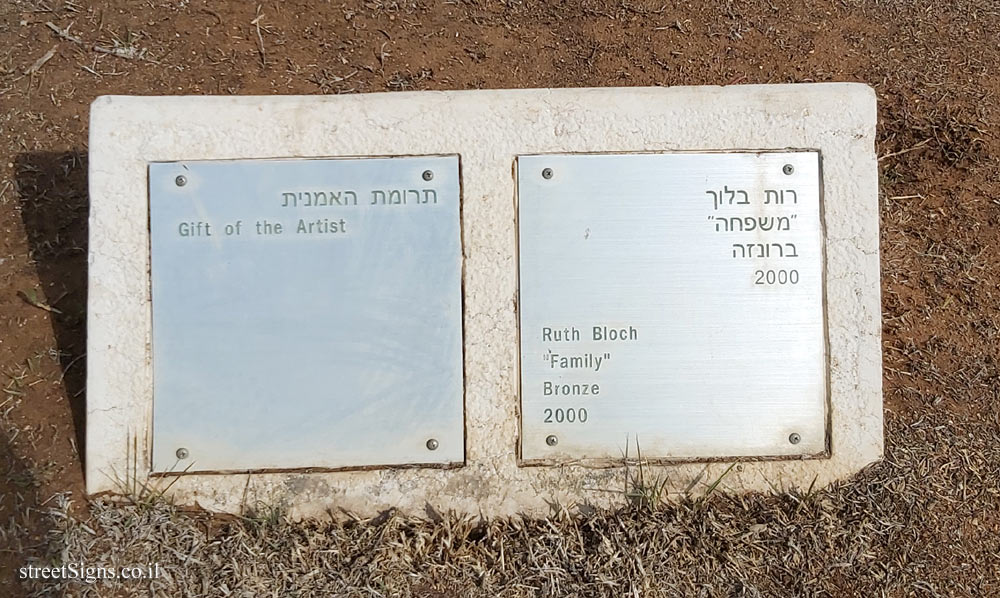 תרומת האמנית
Gift of the Artist
רות בלוך
"משפחה"
ברונזה
2000
Ruth Bloch
"Family"
Bronze
2000
streetSigns.co.il